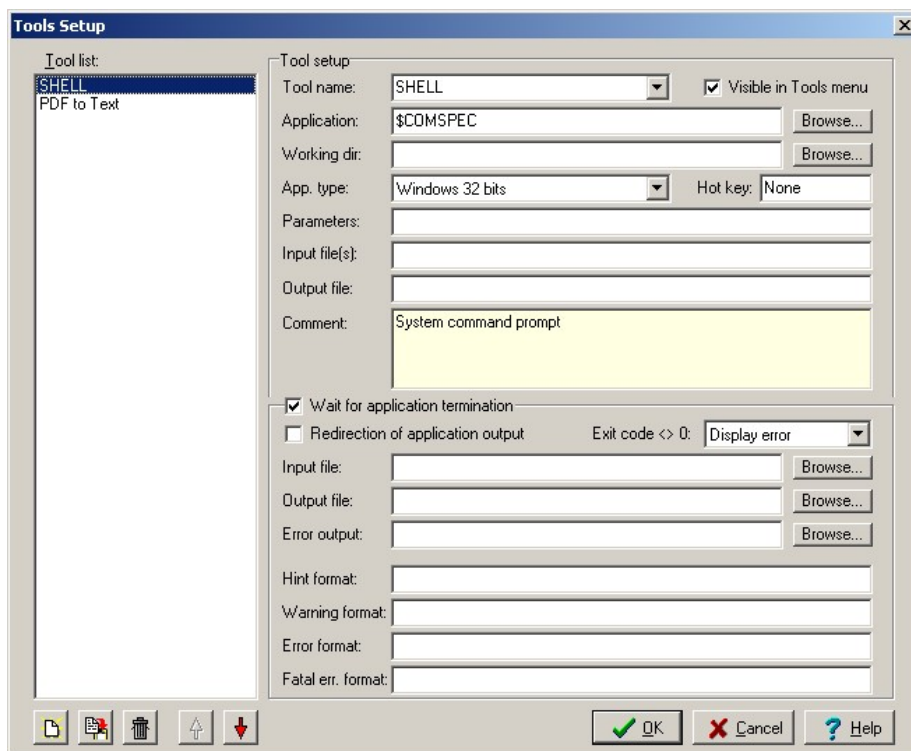 Tools Setup
Tool list:
SHELL
PDF to Text
Tool setup
Tool name: SHELL Visible in Tools menu
Application: $COMSPEC Browse...
Working dir: Browse...
App. type: Windows 32 bits Hot key: None
Parameters:
Input file(s):
Output file:
Comment: System command prompt
Wait for application termination
Redirection of application output Exit code <> 0: Display error
Input file: Browse...
Output file: Browse...
Error output: Browse...
Hint format:
Warning format:
Error format:
Fatal err. format:
OK Cancel Help